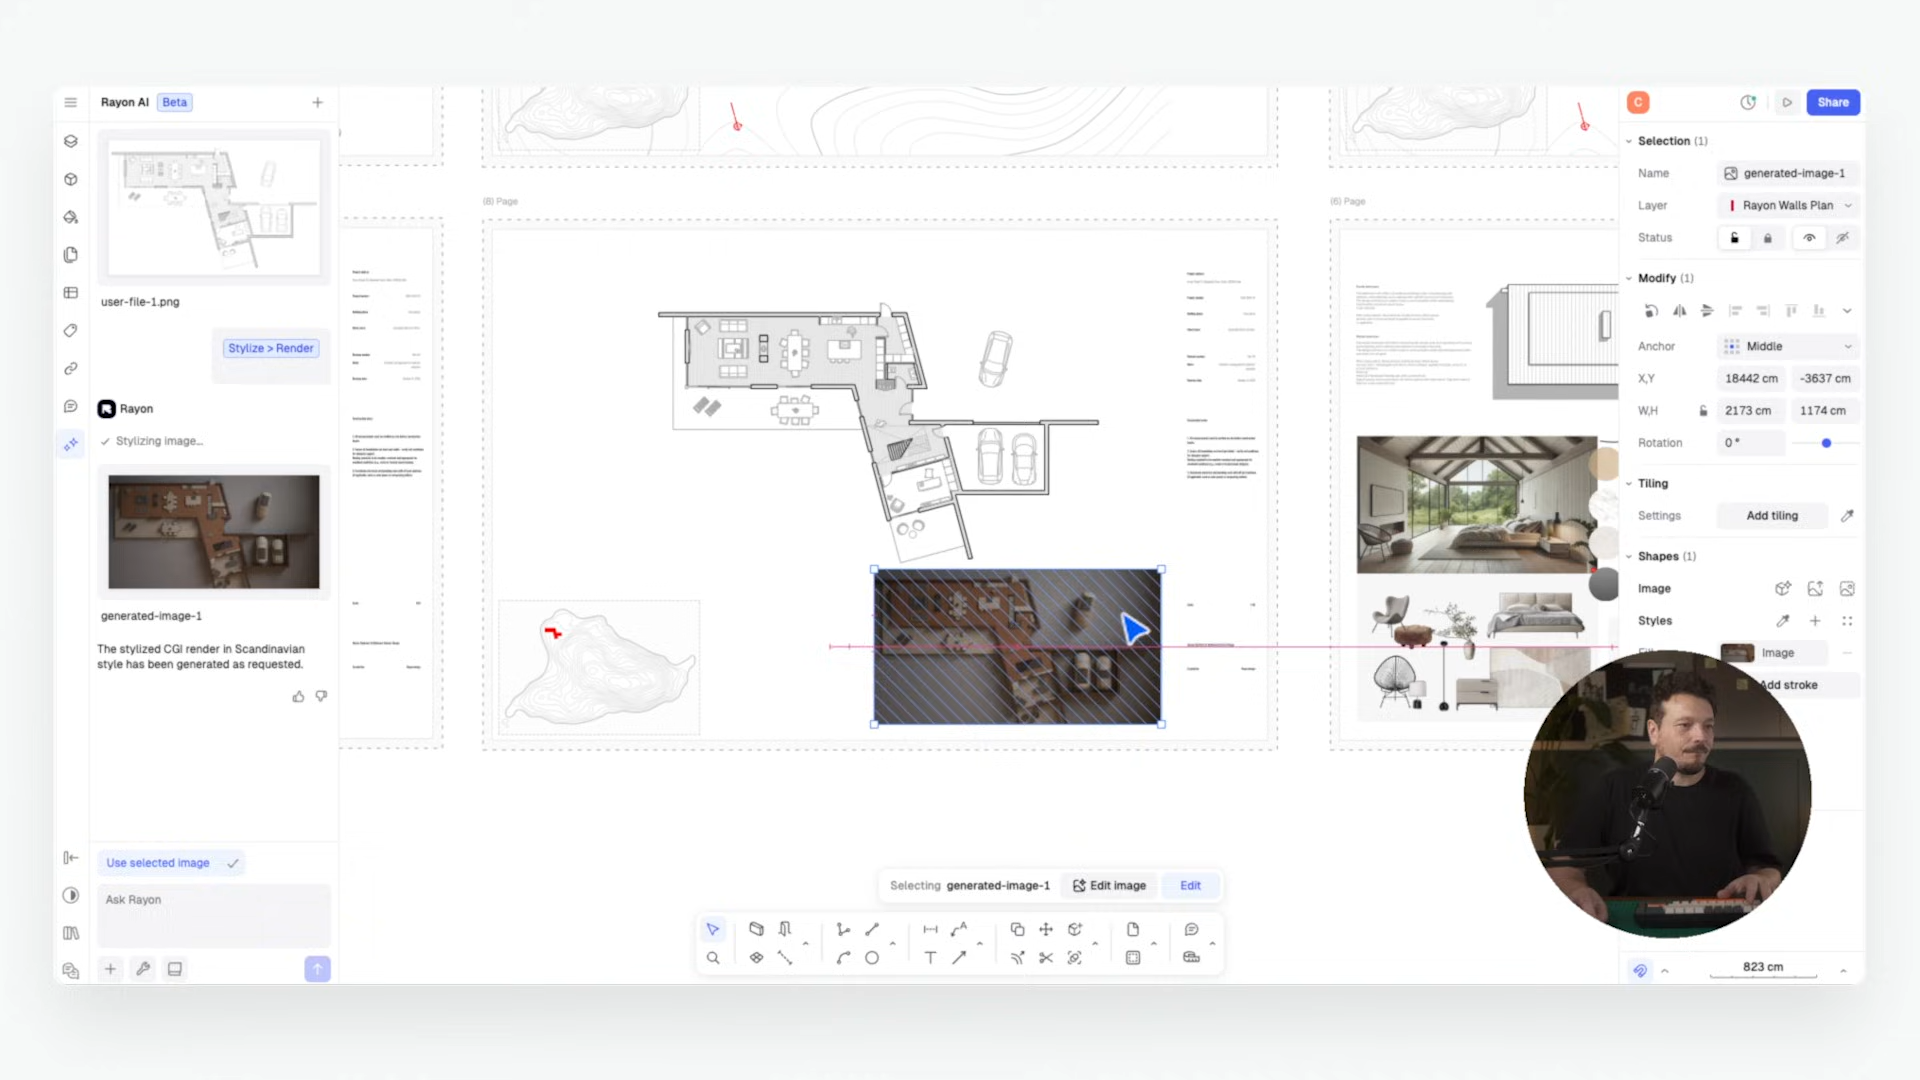 Rayon AI Beta
user-file-1.png
Stylize > Render
Rayon
Stylizing image...
generated-image-1
The stylized CGI render in Scandinavian
style has been generated as requested.
Use selected image
Ask Rayon
(8) Page
(6) Page
Selecting generated-image-1 Edit image Edit
C
Share
Selection (1)
Name generated-image-1
Layer Rayon Walls Plan
Status
Modify (1)
Anchor Middle
X,Y 18442 cm -3637 cm
W,H 2173 cm 1174 cm
Rotation 0 °
Tiling
Settings Add tiling
Shapes (1)
Image
Styles
Image
Add stroke
823 cm